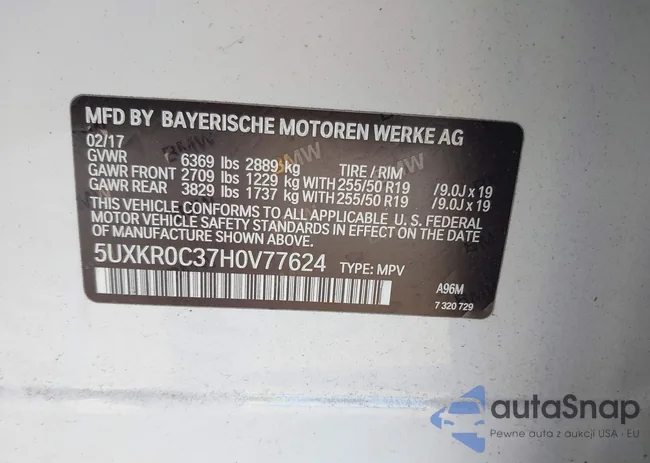 MFD BY BAYERISCHE MOTOREN WERKE AG
02/17
GVWR 6369 lbs 2889 kg TIRE / RIM
GAWR FRONT 2709 lbs 1229 kg WITH 255/50 R19 /9.0J x 19
GAWR REAR 3829 lbs 1737 kg WITH 255/50 R19 /9.0J x 19
THIS VEHICLE CONFORMS TO ALL APPLICABLE U. S. FEDERAL
MOTOR VEHICLE SAFETY STANDARDS IN EFFECT ON THE DATE
OF MANUFACTURE SHOWN ABOVE.
5UXKR0C37H0V77624 TYPE: MPV
A96M
7 320 729
BMW
BMW
autaSnap
Pewne auta z aukcji USA - EU